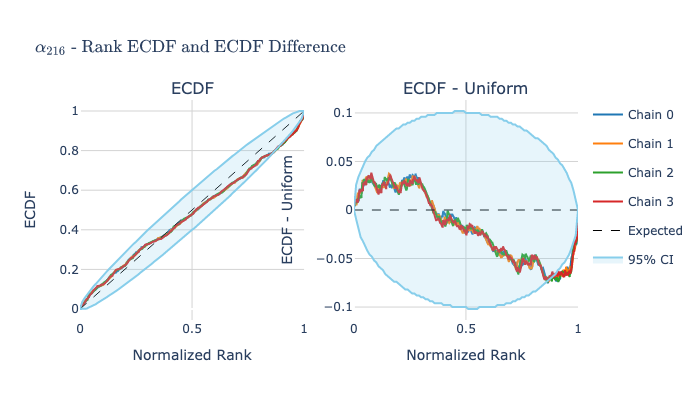 α₂₁₆ - Rank ECDF and ECDF Difference
ECDF
ECDF - Uniform
1
0.8
0.6
0.4
0.2
0
ECDF
0
0.5
1
Normalized Rank
0.1
0.05
0
−0.05
−0.1
ECDF - Uniform
0
0.5
1
Normalized Rank
Chain 0
Chain 1
Chain 2
Chain 3
Expected
95% CI